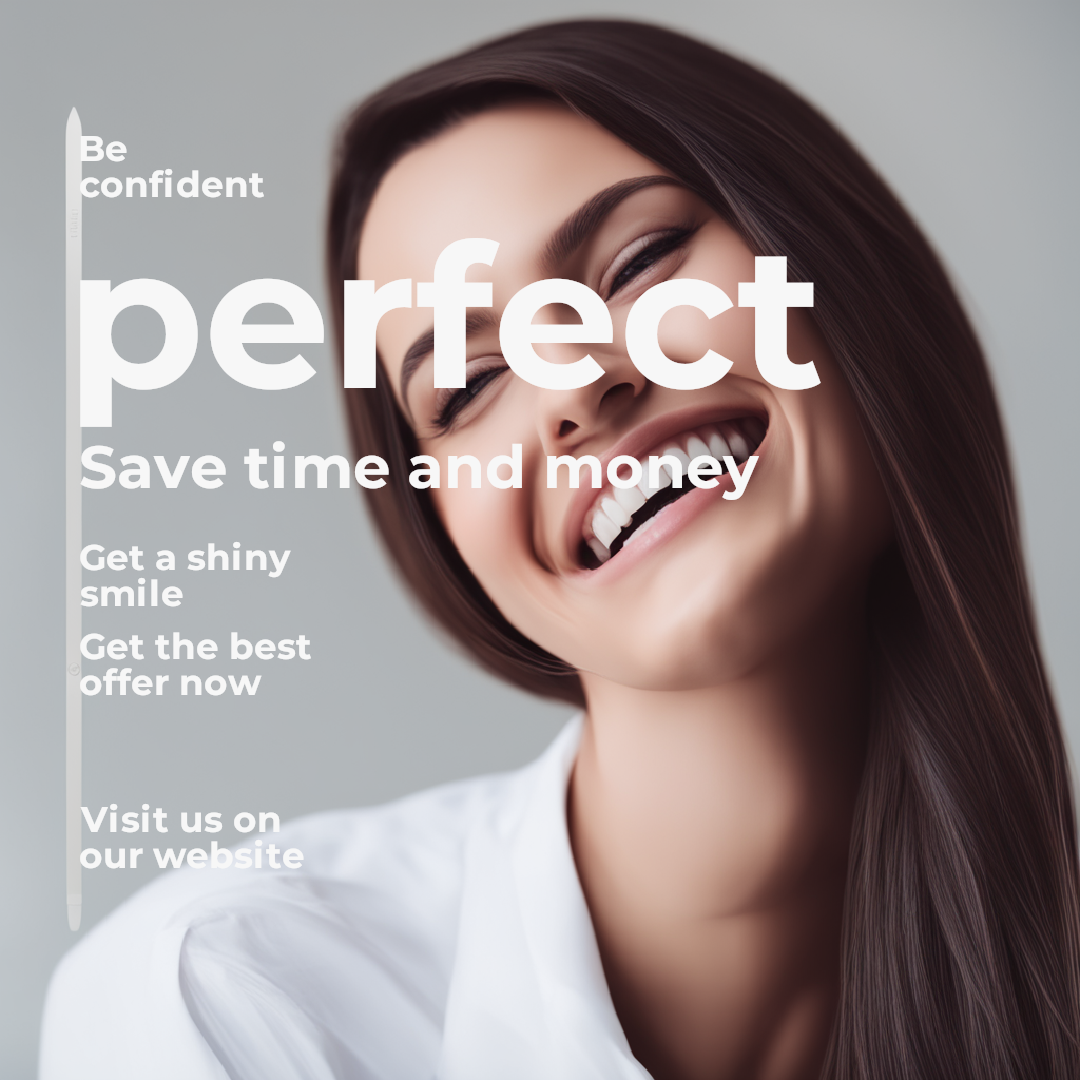 Be
confident
perfect
Save time and money
Get a shiny
smile
Get the best
offer now
Visit us on
our website